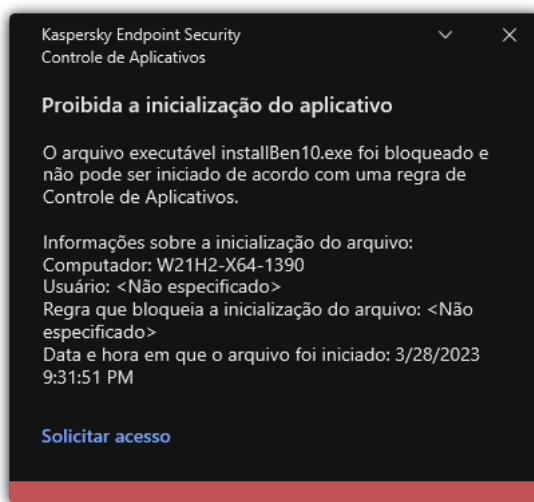 Kaspersky Endpoint Security
Controle de Aplicativos
Proibida a inicialização do aplicativo
O arquivo executável installBen10.exe foi bloqueado e
não pode ser iniciado de acordo com uma regra de
Controle de Aplicativos.
Informações sobre a inicialização do arquivo:
Computador: W21H2-X64-1390
Usuário: <Não especificado>
Regra que bloqueia a inicialização do arquivo: <Não
especificado>
Data e hora em que o arquivo foi iniciado: 3/28/2023
9:31:51 PM
Solicitar acesso